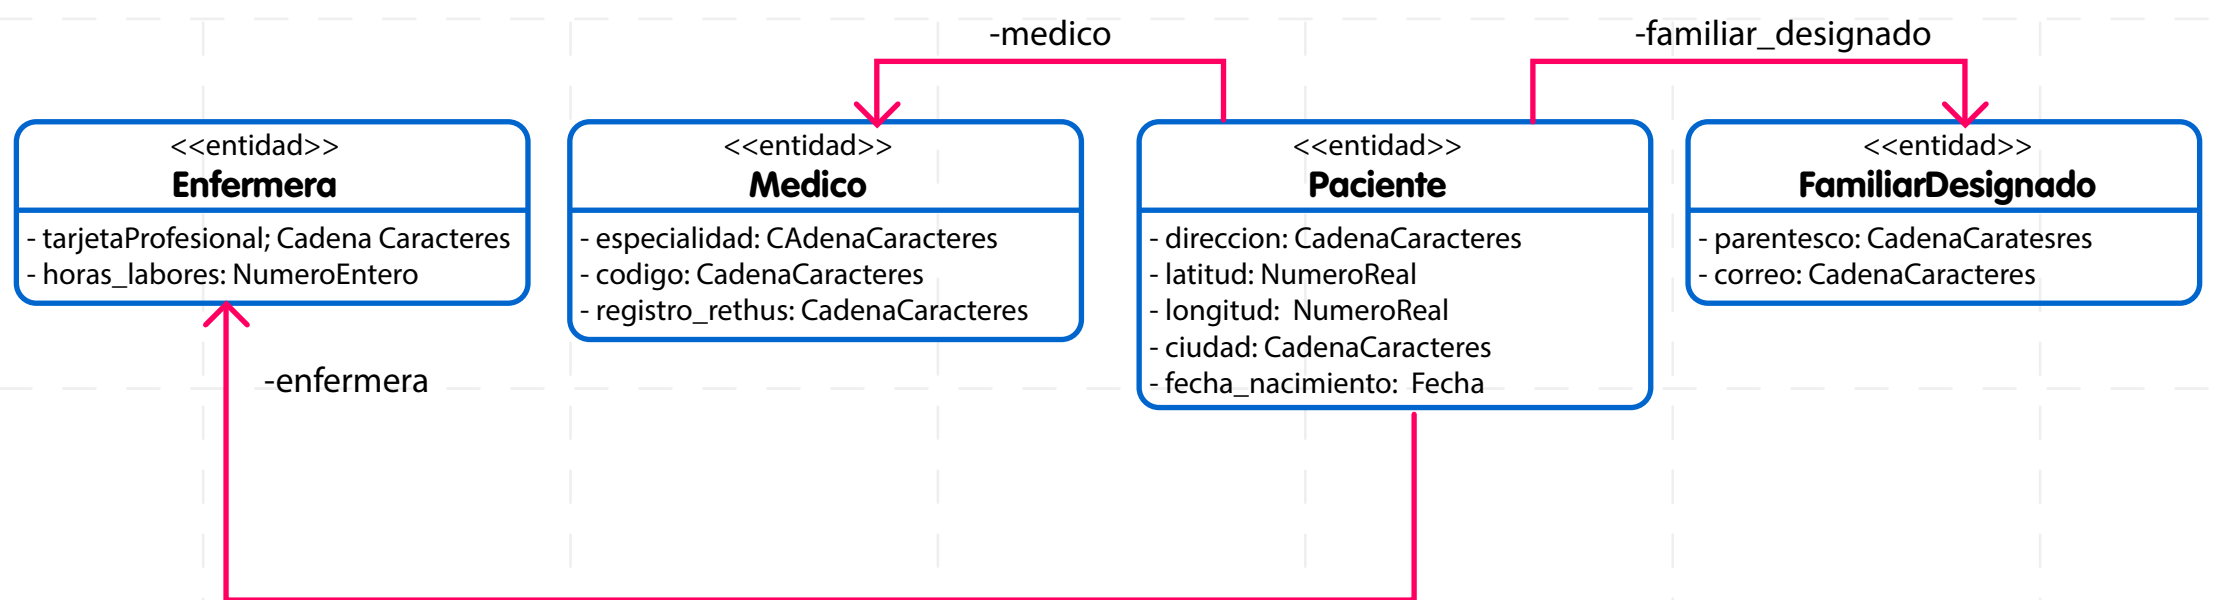 -medico
-familiar_designado
<<entidad>>
Enfermera
- tarjetaProfesional; Cadena Caracteres
- horas_labores: NumeroEntero
<<entidad>>
Medico
- especialidad: CAdenaCaracteres
- codigo: CadenaCaracteres
- registro_rethus: CadenaCaracteres
<<entidad>>
Paciente
- direccion: CadenaCaracteres
- latitud: NumeroReal
- longitud:  NumeroReal
- ciudad: CadenaCaracteres
- fecha_nacimiento:  Fecha
<<entidad>>
FamiliarDesignado
- parentesco: CadenaCaratesres
- correo: CadenaCaracteres
-enfermera